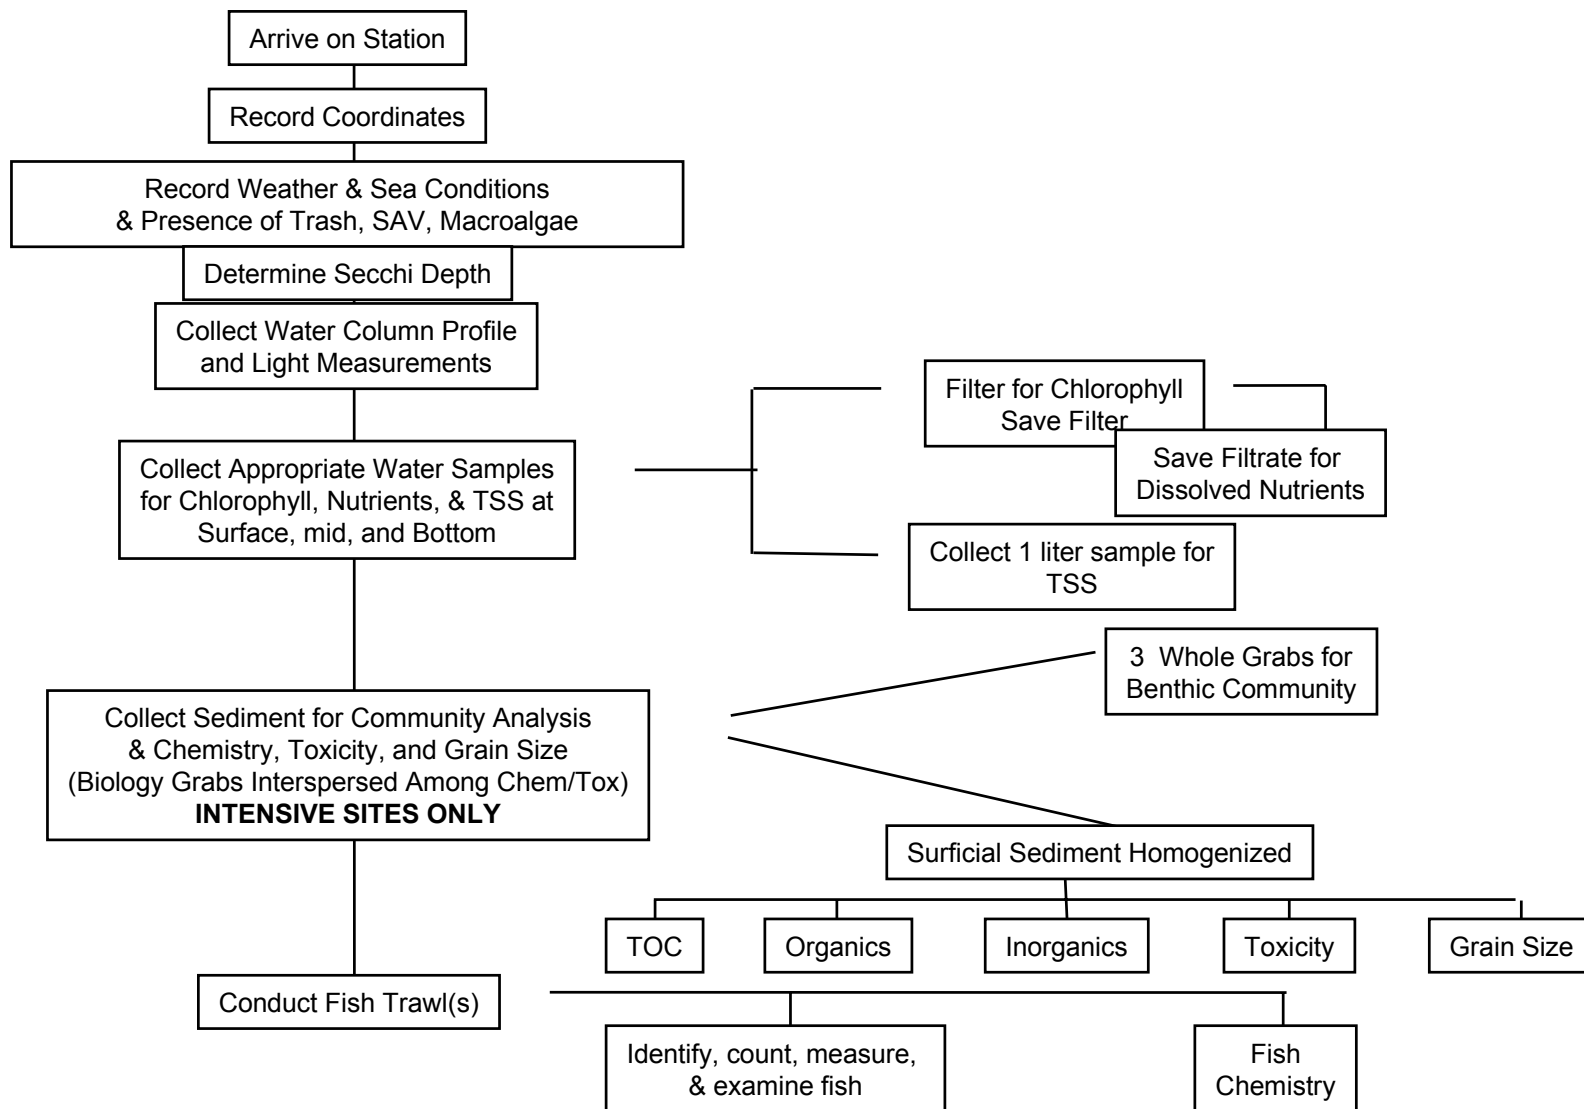 Arrive on Station
Record Coordinates
Record Weather & Sea Conditions
& Presence of Trash, SAV, Macroalgae
Determine Secchi Depth
Collect Water Column Profile
and Light Measurements
Collect Appropriate Water Samples
for Chlorophyll, Nutrients, & TSS at
Surface, mid, and Bottom
Filter for Chlorophyll
Save Filter
Save Filtrate for
Dissolved Nutrients
Collect 1 liter sample for
TSS
Collect Sediment for Community Analysis
& Chemistry, Toxicity, and Grain Size
(Biology Grabs Interspersed Among Chem/Tox)
INTENSIVE SITES ONLY
3 Whole Grabs for
Benthic Community
Surficial Sediment Homogenized
TOC
Organics
Inorganics
Toxicity
Grain Size
Conduct Fish Trawl(s)
Identify, count, measure,
& examine fish
Fish
Chemistry